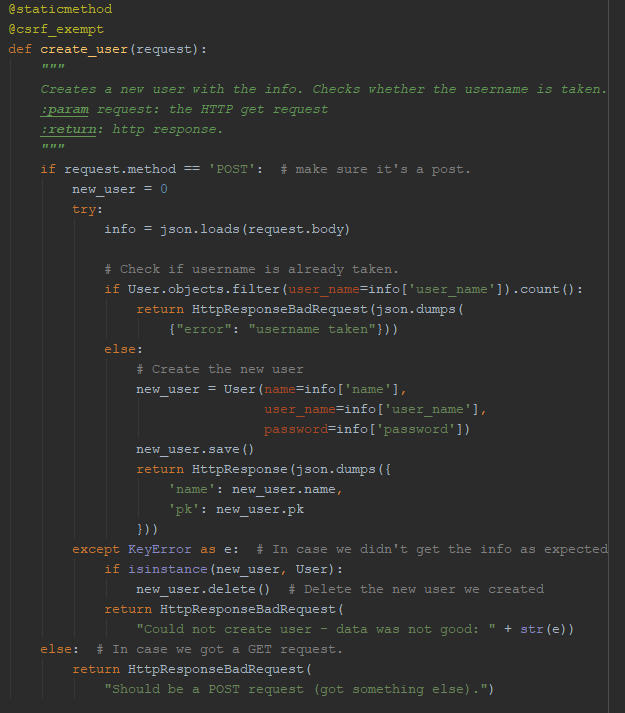 @staticmethod
@csrf_exempt
def create_user(request):
    """
    Creates a new user with the info. Checks whether the username is taken.
    :param request: the HTTP get request
    :return: http response.
    """
    if request.method == 'POST':  # make sure it's a post.
        new_user = 0
        try:
            info = json.loads(request.body)

            # Check if username is already taken.
            if User.objects.filter(user_name=info['user_name']).count():
                return HttpResponseBadRequest(json.dumps(
                    {"error": "username taken"}))
            else:
                # Create the new user
                new_user = User(name=info['name'],
                                user_name=info['user_name'],
                                password=info['password'])
                new_user.save()
                return HttpResponse(json.dumps({
                    'name': new_user.name,
                    'pk': new_user.pk
                }))
        except KeyError as e:  # In case we didn't get the info as expected
            if isinstance(new_user, User):
                new_user.delete()  # Delete the new user we created
            return HttpResponseBadRequest(
                "Could not create user - data was not good: " + str(e))
    else:  # In case we got a GET request.
        return HttpResponseBadRequest(
            "Should be a POST request (got something else).")